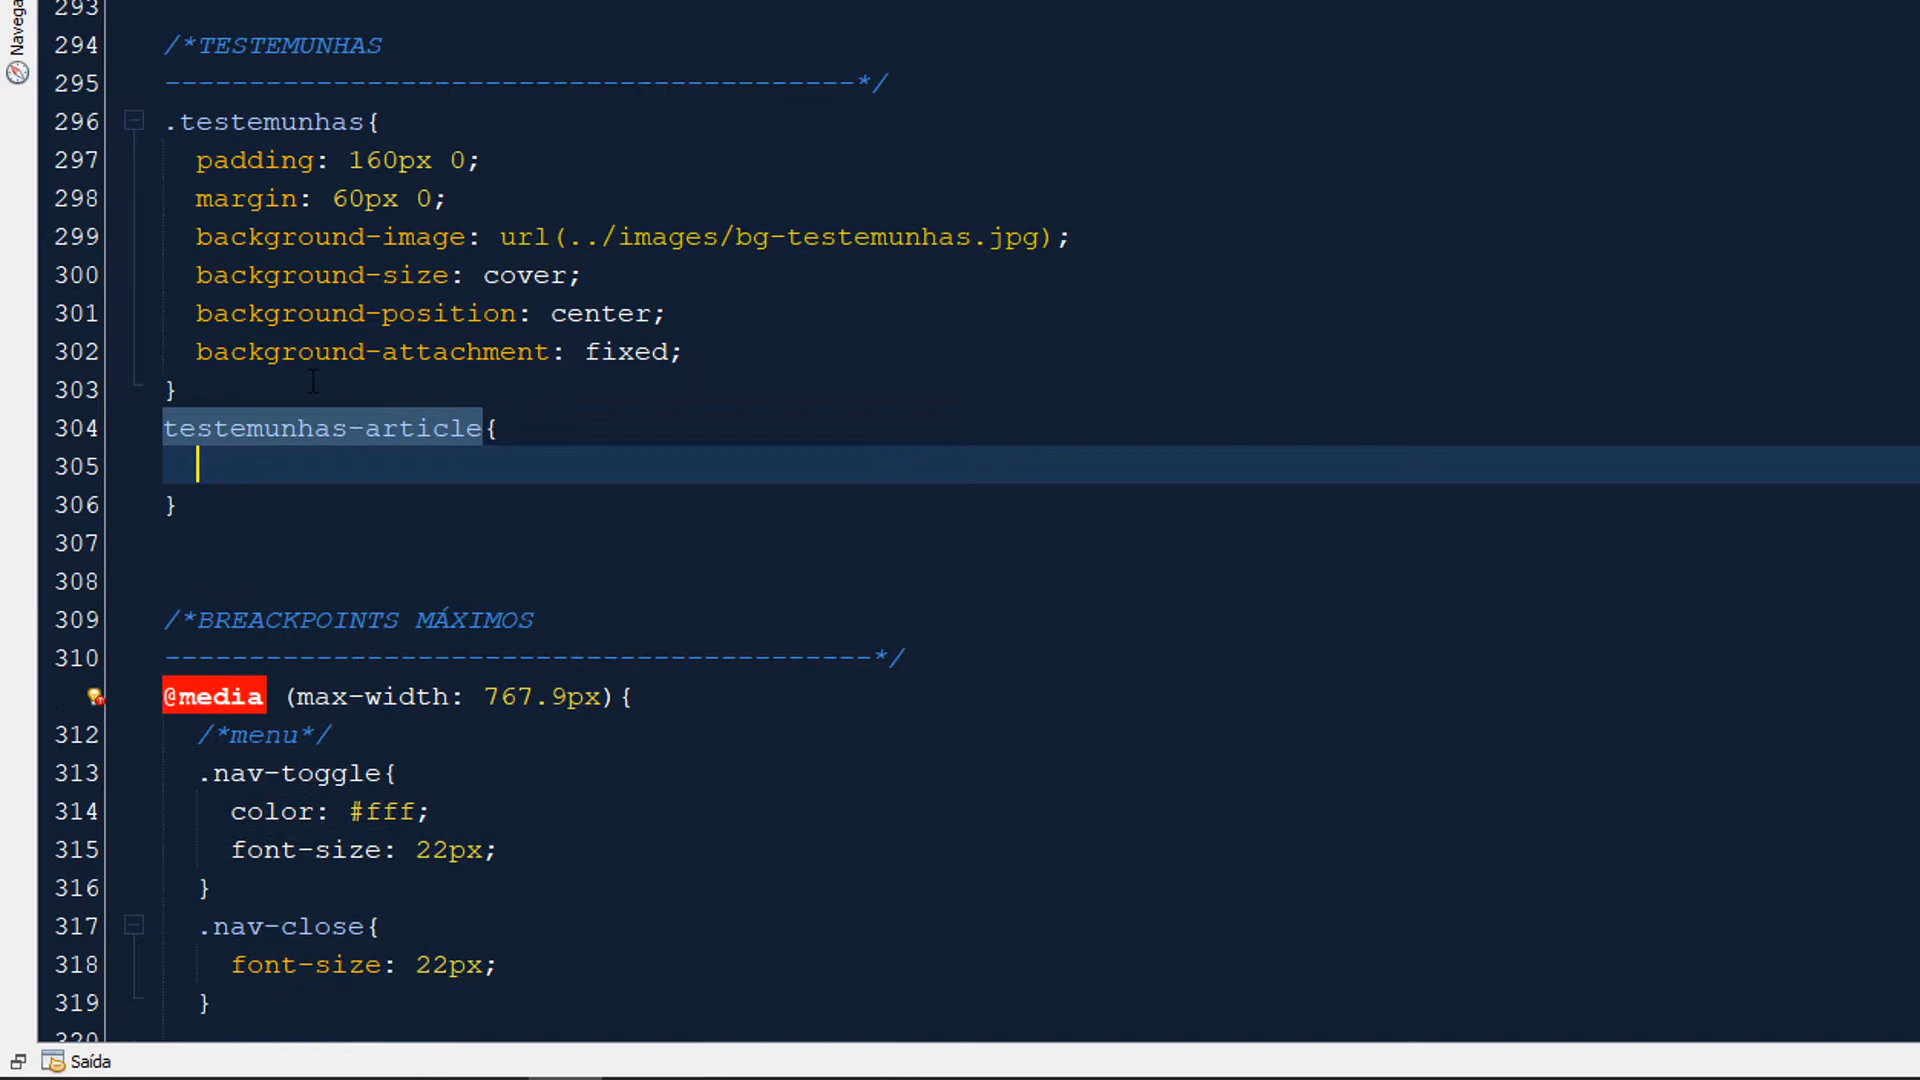 Navega
293
294 /*TESTEMUNHAS
295 -----------------------------------------*/
296 .testemunhas{
297 padding: 160px 0;
298 margin: 60px 0;
299 background-image: url(../images/bg-testemunhas.jpg);
300 background-size: cover;
301 background-position: center;
302 background-attachment: fixed;
303 }
304 testemunhas-article{
305
306 }
307
308
309 /*BREACKPOINTS MÁXIMOS
310 ------------------------------------------*/
@media (max-width: 767.9px){
312 /*menu*/
313 .nav-toggle{
314 color: #fff;
315 font-size: 22px;
316 }
317 .nav-close{
318 font-size: 22px;
319 }
320
Saída